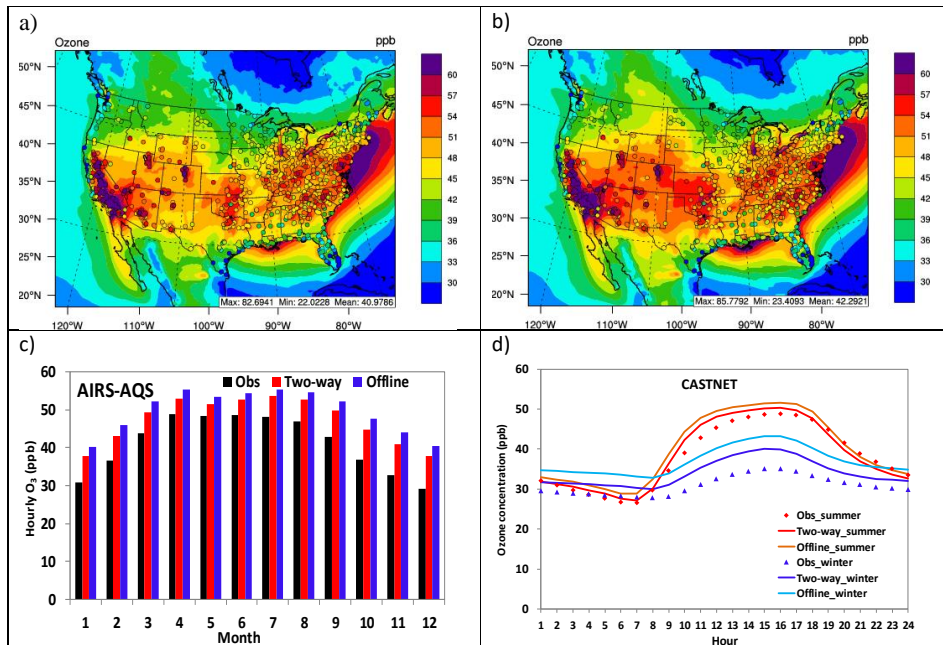 a)
Ozone ppb
50°N
45°N
40°N
35°N
30°N
25°N
20°N
120°W 110°W 100°W 90°W 80°W
60
57
54
51
48
45
42
39
36
33
30
Max: 82.6941 Min: 22.0228 Mean: 40.9786
b)
Ozone ppb
50°N
45°N
40°N
35°N
30°N
25°N
20°N
120°W 110°W 100°W 90°W 80°W
60
57
54
51
48
45
42
39
36
33
30
Max: 85.7792 Min: 23.4093 Mean: 42.2921
c)
AIRS-AQS
Obs Two-way Offline
Hourly O₃ (ppb)
60
50
40
30
20
10
0
1 2 3 4 5 6 7 8 9 10 11 12
Month
d)
CASTNET
Ozone concentration (ppb)
60
50
40
30
20
10
0
Obs_summer
Two-way_summer
Offline_summer
Obs_winter
Two-way_winter
Offline_winter
1 2 3 4 5 6 7 8 9 10 11 12 13 14 15 16 17 18 19 20 21 22 23 24
Hour